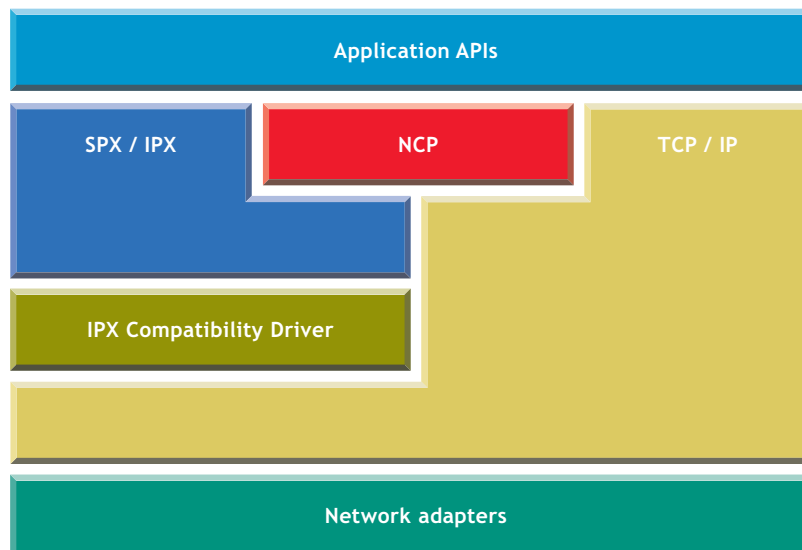 Application APIs
SPX / IPX
NCP
TCP / IP
IPX Compatibility Driver
Network adapters